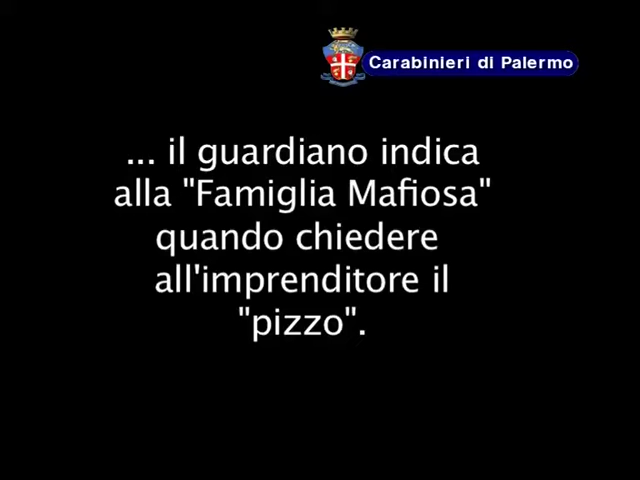 Carabinieri di Palermo
... il guardiano indica
alla "Famiglia Mafiosa"
quando chiedere
all'imprenditore il
"pizzo".